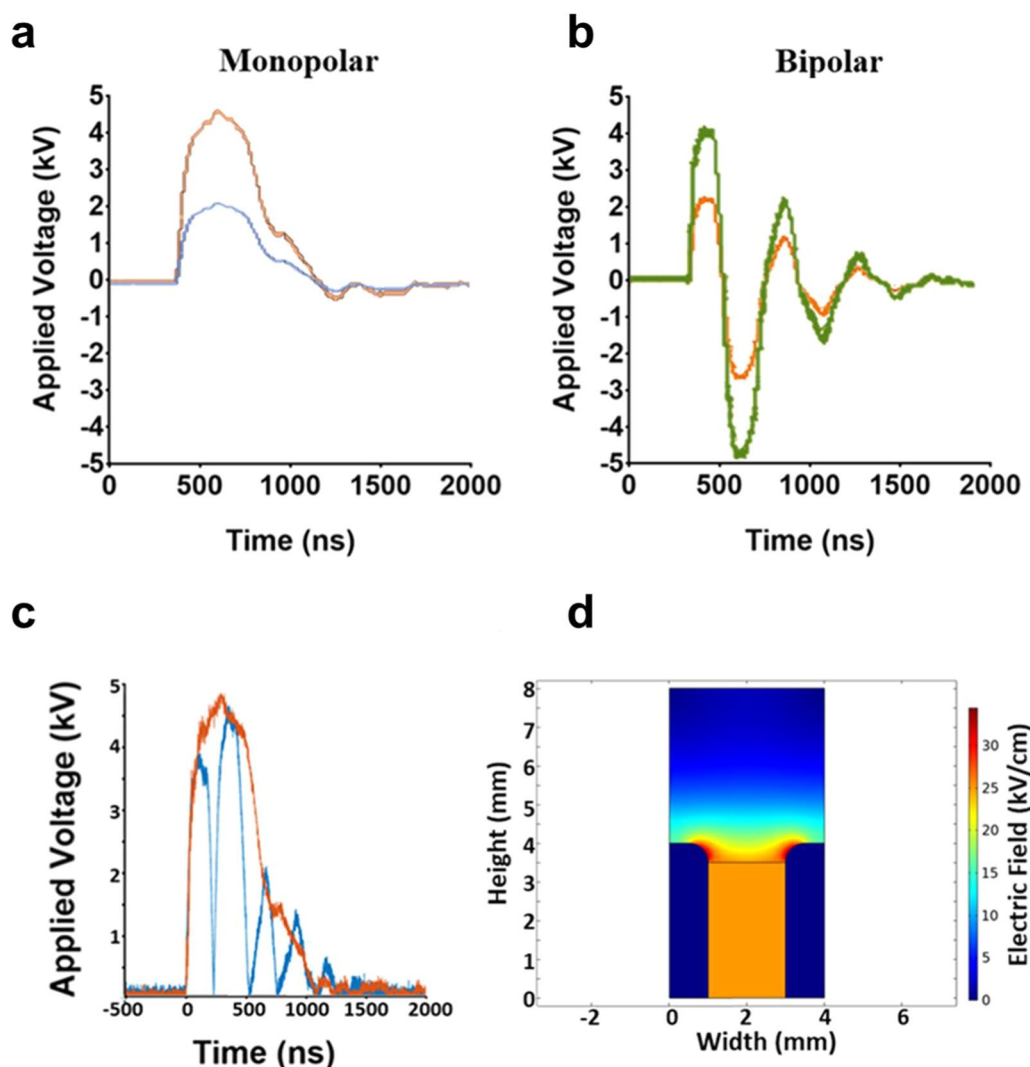 a
Monopolar
Applied Voltage (kV)
5
4
3
2
1
0
-1
-2
-3
-4
-5
0 500 1000 1500 2000
Time (ns)
b
Bipolar
Applied Voltage (kV)
5
4
3
2
1
0
-1
-2
-3
-4
-5
0 500 1000 1500 2000
Time (ns)
c
Applied Voltage (kV)
5
4
3
2
1
-500 0 500 1000 1500 2000
Time (ns)
d
Height (mm)
8
7
6
5
4
3
2
1
0
-2 0 2 4 6
Width (mm)
30
25
20
15
10
5
0
Electric Field (kV/cm)